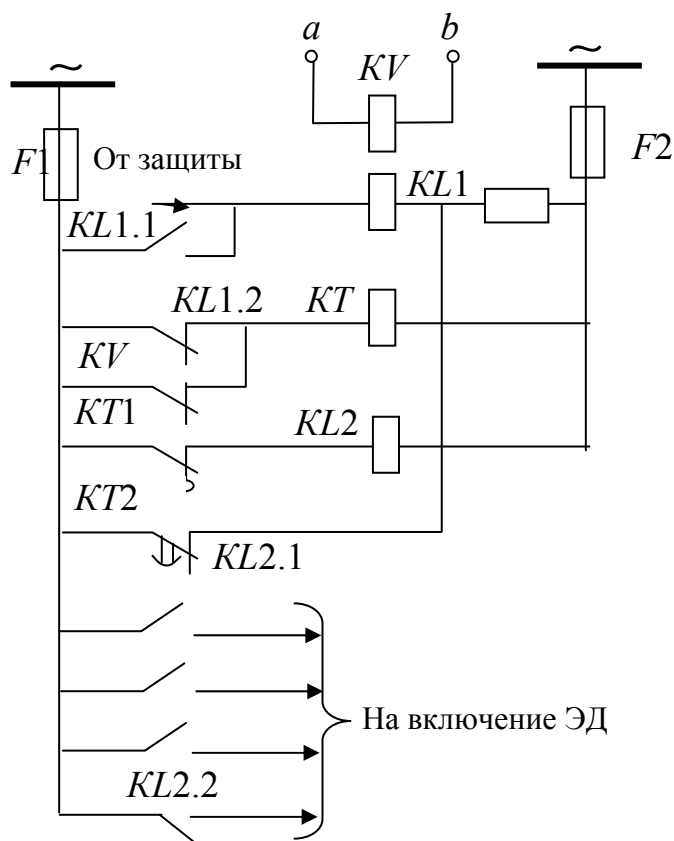 a b
~ KV ~
F1 От защиты F2
KL1
KL1.1
KL1.2 KT
KV
KT1
KL2
KT2
KL2.1
На включение ЭД
KL2.2